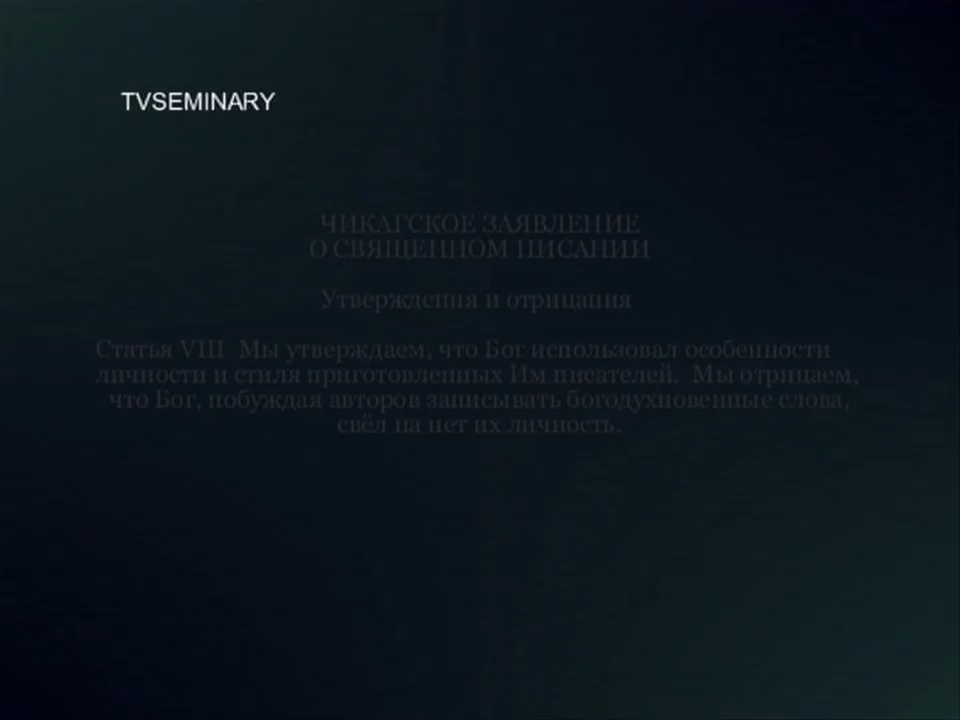 TVSEMINARY
ЧИКАГСКОЕ ЗАЯВЛЕНИЕ
О СВЯЩЕННОМ ПИСАНИИ
Утверждения и отрицания
Статья VIII Мы утверждаем, что Бог использовал особенности
личности и стиля приготовленных Им писателей. Мы отрицаем,
что Бог, побуждая авторов записывать богодухновенные слова,
свёл на нет их личность.